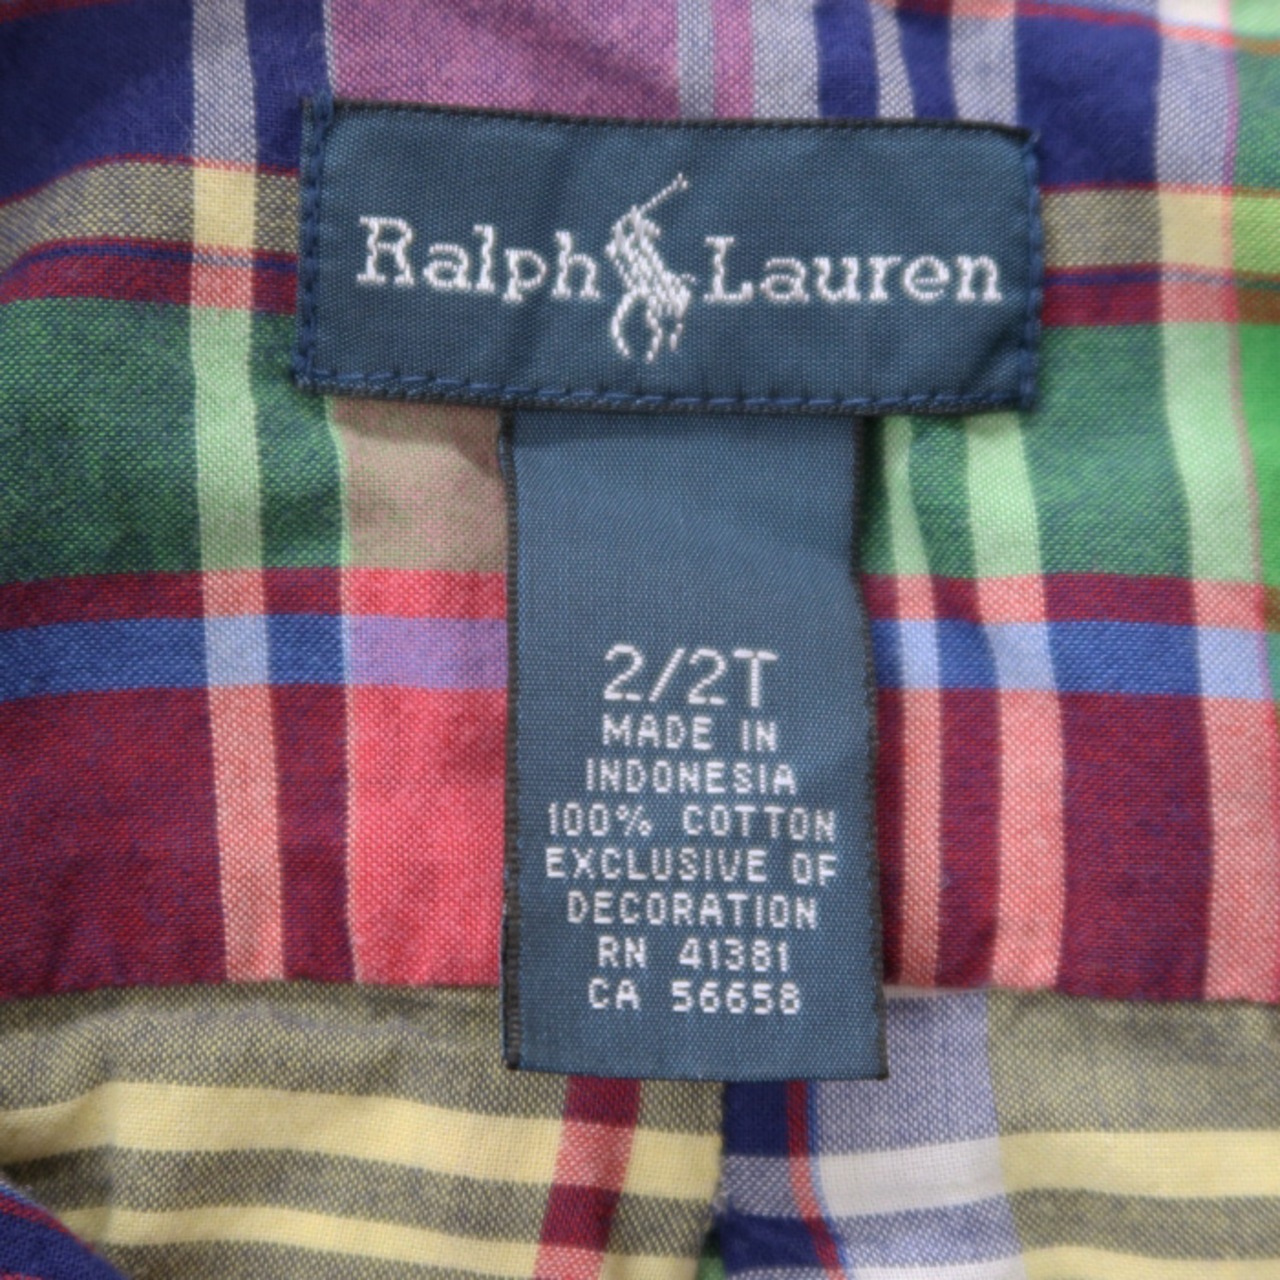 Ralph Lauren
2/2T
MADE IN
INDONESIA
100% COTTON
EXCLUSIVE OF
DECORATION
RN 41381
CA 56658